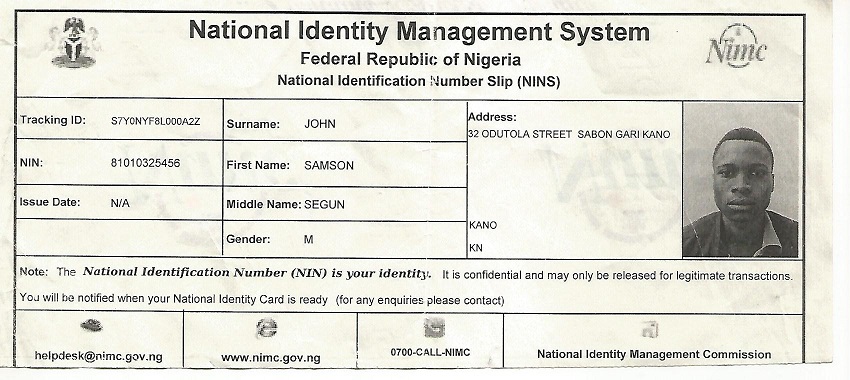 National Identity Management System
Federal Republic of Nigeria
National Identification Number Slip (NINS)
Nimc
Tracking ID: S7Y0NYF8L000A2Z
Surname: JOHN
Address:
32 ODUTOLA STREET SABON GARI KANO
NIN: 81010325456
First Name: SAMSON
Issue Date: N/A
Middle Name: SEGUN
KANO
Gender: M
KN
Note: The National Identification Number (NIN) is your identity. It is confidential and may only be released for legitimate transactions.
You will be notified when your National Identity Card is ready (for any enquiries please contact)
helpdesk@nimc.gov.ng
www.nimc.gov.ng
0700-CALL-NIMC
National Identity Management Commission